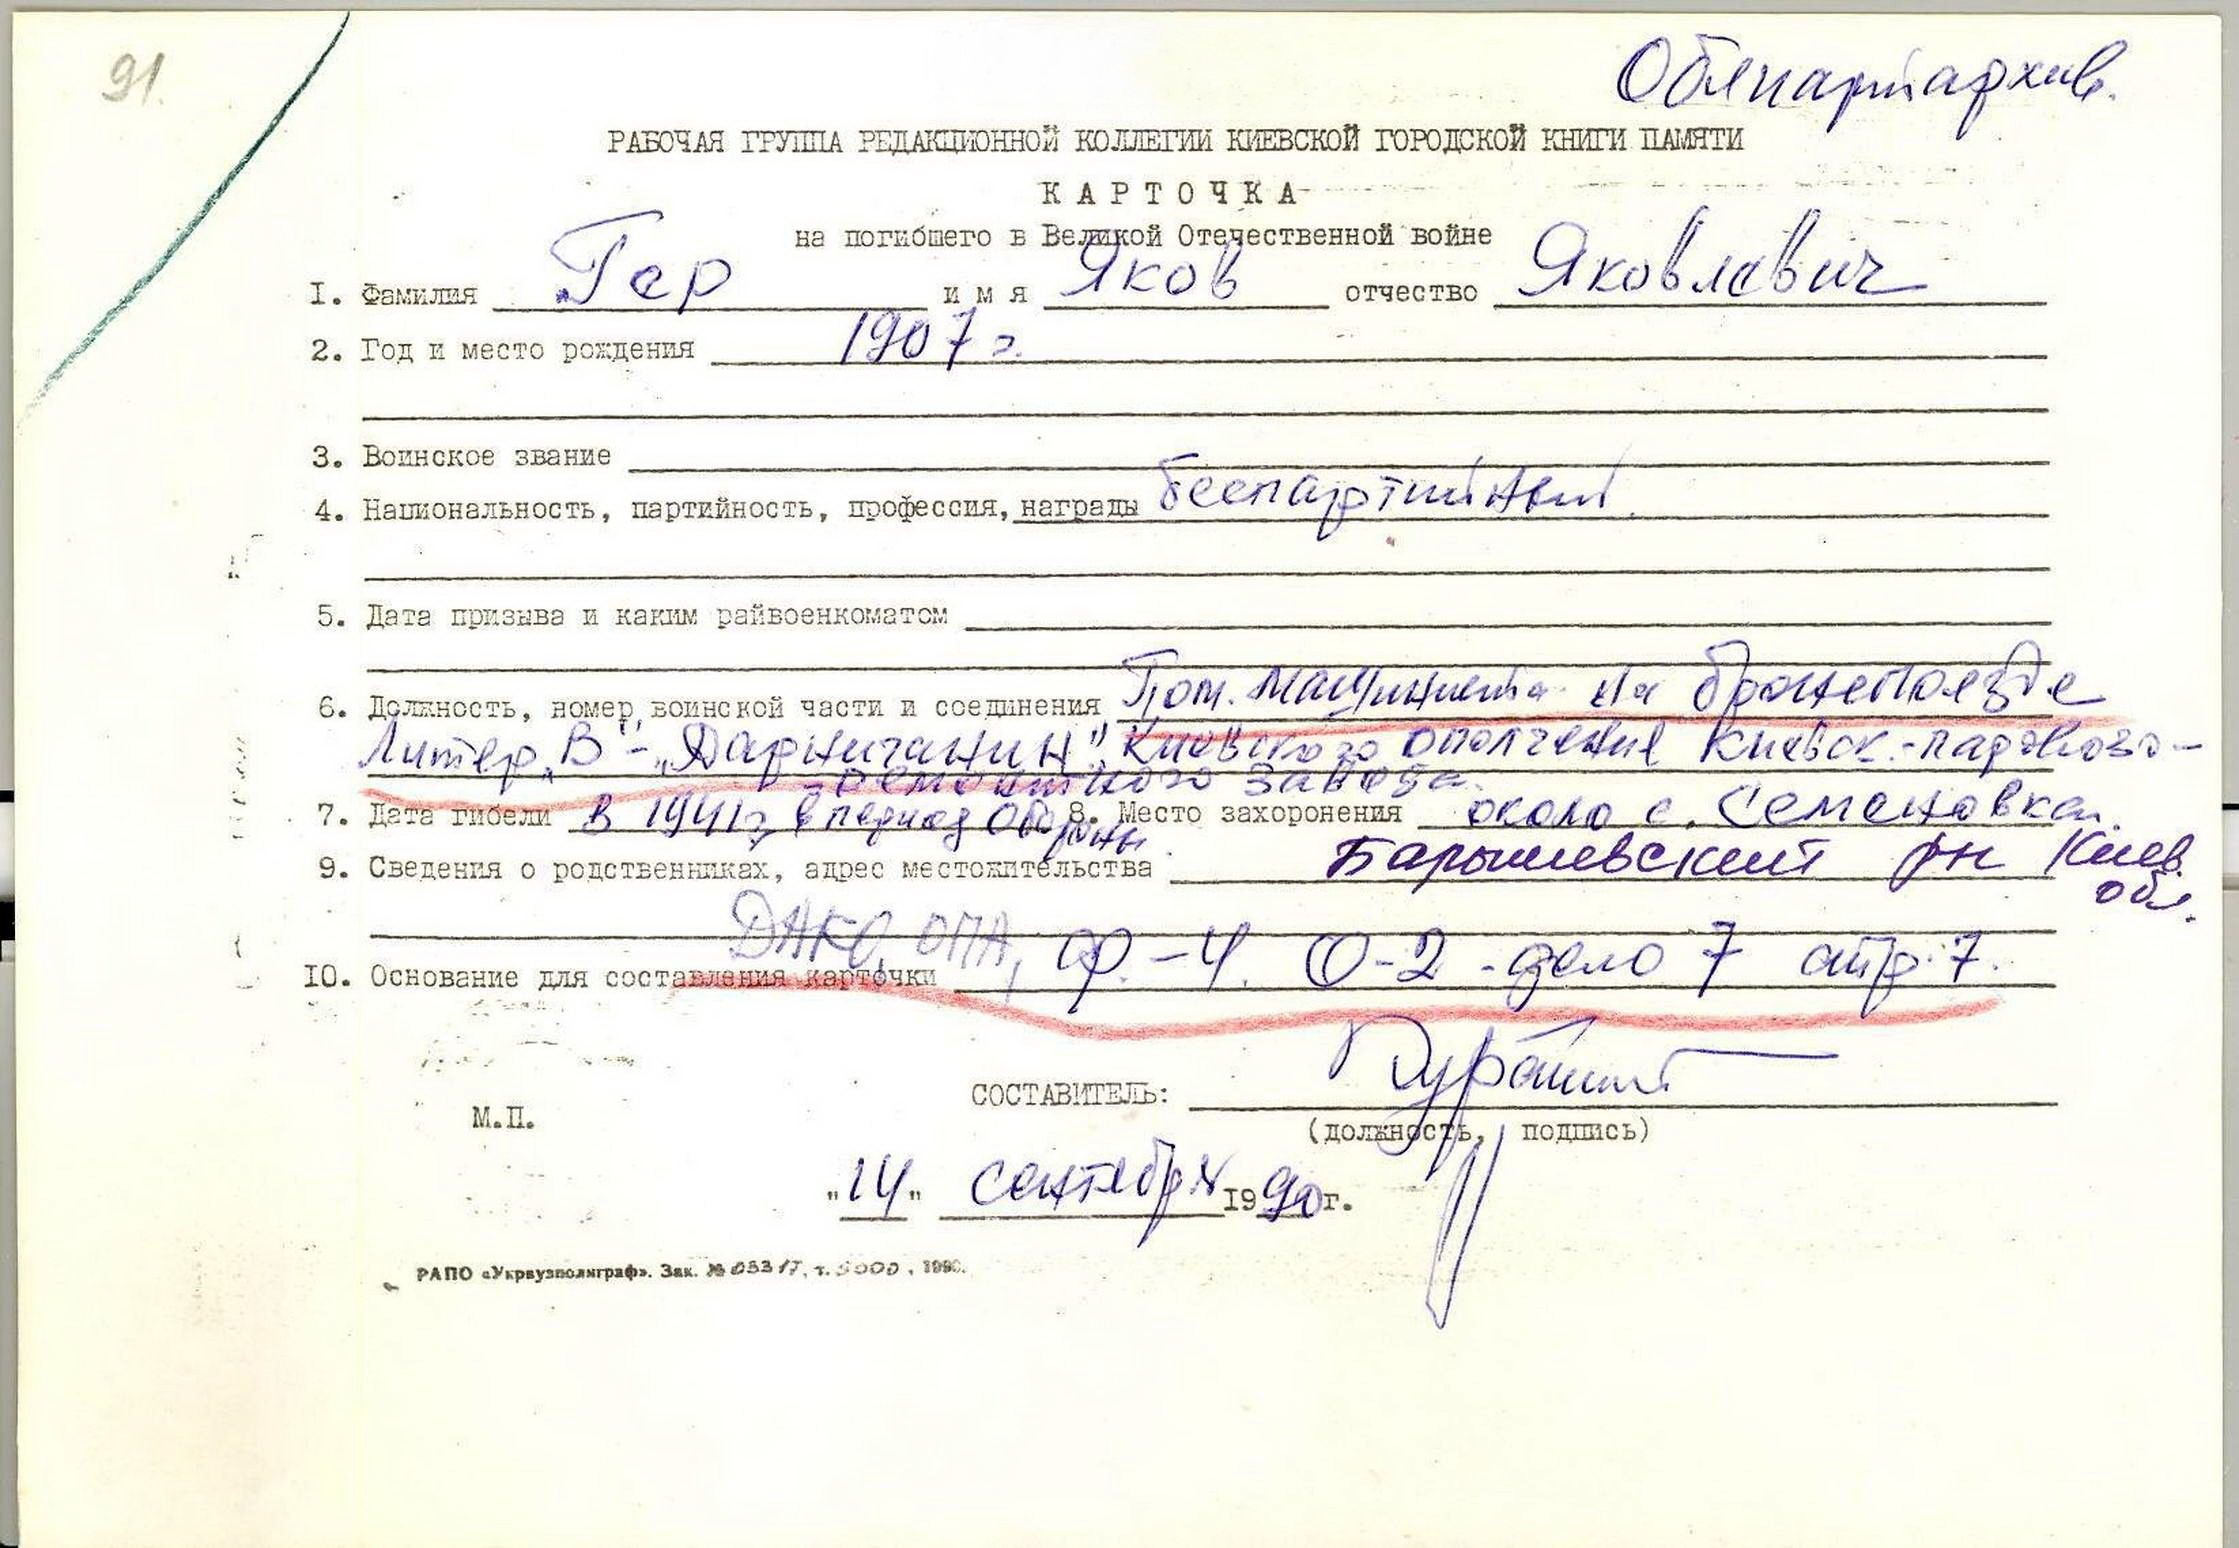 91.
Облпартархив.
РАБОЧАЯ ГРУППА РЕДАКЦИОННОЙ КОЛЛЕГИИ КИЕВСКОЙ ГОРОДСКОЙ КНИГИ ПАМЯТИ
КАРТОЧКА
на погибшего в Великой Отечественной войне
1. Фамилия Гер имя Яков отчество Яковлевич
2. Год и место рождения 1907 г.
3. Воинское звание
4. Национальность, партийность, профессия, награды беспартийный.
5. Дата призыва и каким райвоенкоматом
6. Должность, номер воинской части и соединения Пом. машиниста на бронепоезде
Литер „В" - „Дарничанин", Киевского ополчения Киевск.-паровозо-
ремонтного завода.
7. Дата гибели в 1941 г, в период обороны 8. Место захоронения около с. Семеновка.
9. Сведения о родственниках, адрес местожительства Барышевский р-н Киев.
обл.
10. Основание для составления карточки ДАКО, ОПА, ф.-4. О-2 - дело 7 стр. 7.
СОСТАВИТЕЛЬ:
М.П.
(должность, подпись)
"14" сентября 1990 г.
РАПО «Укрвузполиграф». Зак. № 03317, т. 5000, 1990.